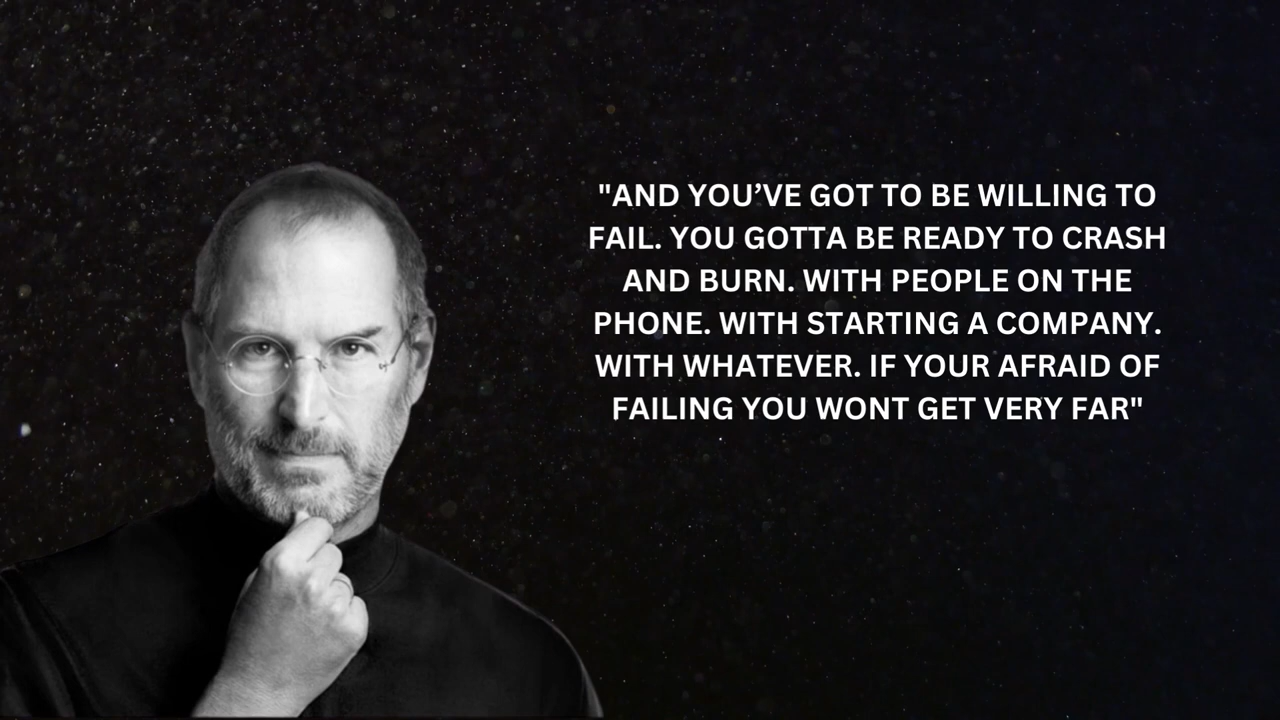 "AND YOU’VE GOT TO BE WILLING TO
FAIL. YOU GOTTA BE READY TO CRASH
AND BURN. WITH PEOPLE ON THE
PHONE. WITH STARTING A COMPANY.
WITH WHATEVER. IF YOUR AFRAID OF
FAILING YOU WONT GET VERY FAR"